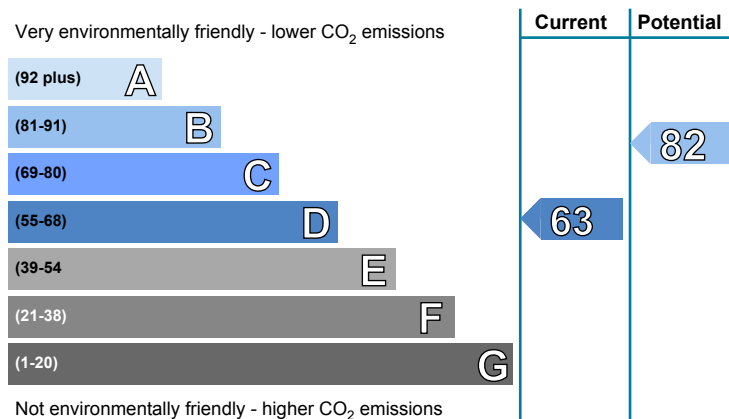 Current Potential
Very environmentally friendly - lower CO₂ emissions
(92 plus) A
(81-91) B
82
(69-80) C
(55-68) D
63
(39-54 E
(21-38) F
(1-20) G
Not environmentally friendly - higher CO₂ emissions